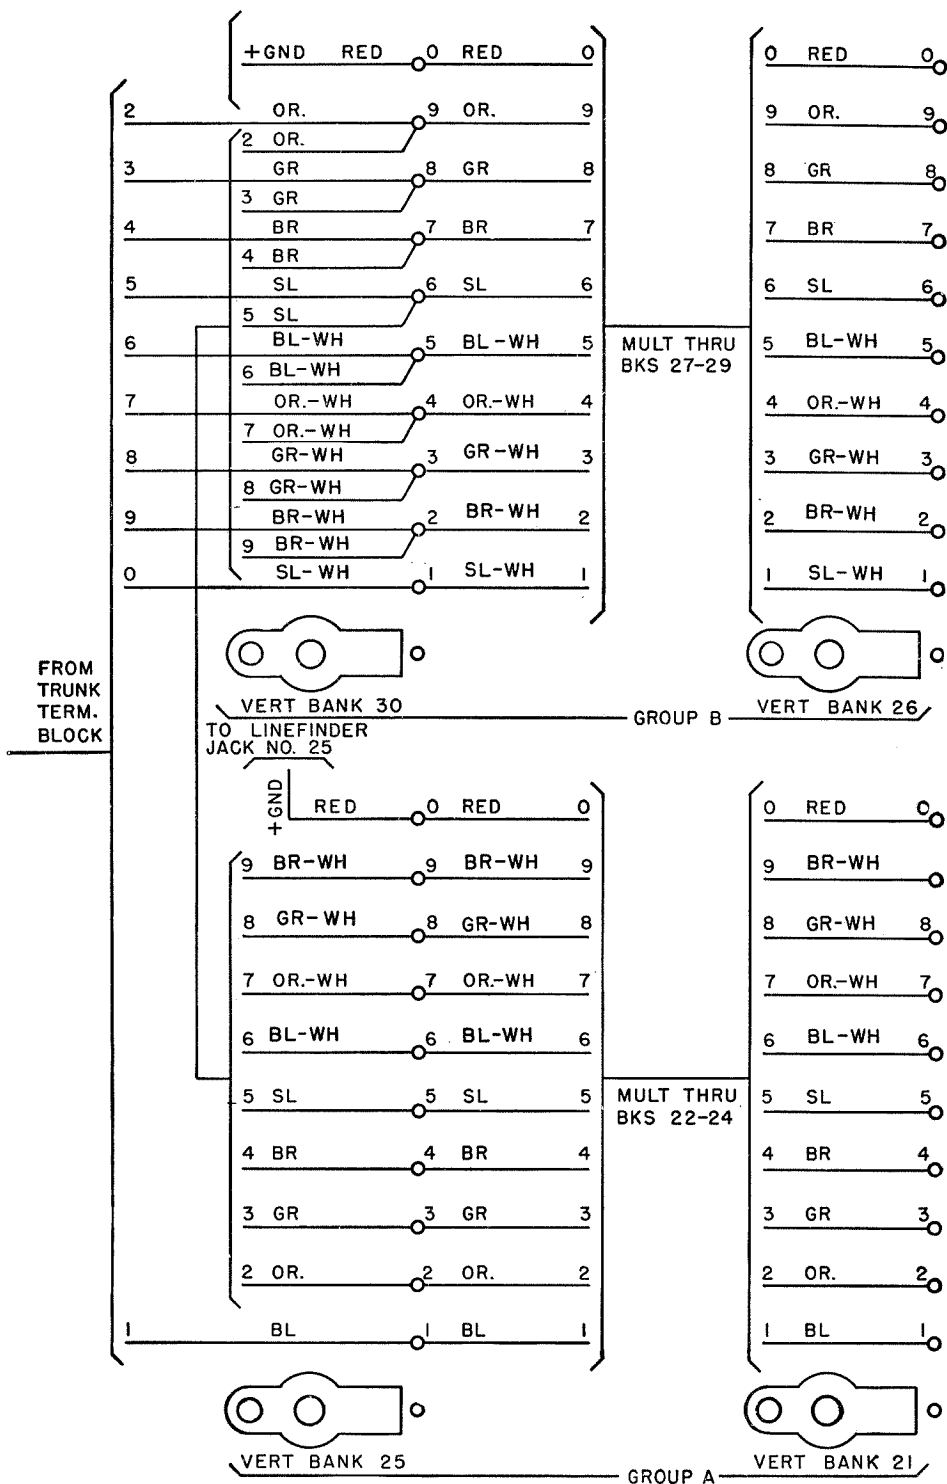 +GND RED 0 RED 0
2 OR. 9 OR. 9
2 OR.
3 GR 8 GR 8
3 GR
4 BR 7 BR 7
4 BR
5 SL 6 SL 6
5 SL
6 BL-WH 5 BL-WH 5
6 BL-WH
7 OR.-WH 4 OR.-WH 4
7 OR.-WH
8 GR-WH 3 GR-WH 3
8 GR-WH
9 BR-WH 2 BR-WH 2
9 BR-WH
0 SL-WH 1 SL-WH 1
MULT THRU
BKS 27-29
0 RED 0
9 OR. 9
8 GR 8
7 BR 7
6 SL 6
5 BL-WH 5
4 OR.-WH 4
3 GR-WH 3
2 BR-WH 2
1 SL-WH 1
FROM
TRUNK
TERM.
BLOCK
VERT BANK 30
GROUP B
VERT BANK 26
TO LINEFINDER
JACK NO. 25
+GND
RED 0 RED 0
9 BR-WH 9 BR-WH 9
8 GR-WH 8 GR-WH 8
7 OR.-WH 7 OR.-WH 7
6 BL-WH 6 BL-WH 6
5 SL 5 SL 5
4 BR 4 BR 4
3 GR 3 GR 3
2 OR. 2 OR. 2
1 BL 1 BL 1
MULT THRU
BKS 22-24
0 RED 0
9 BR-WH
8 GR-WH 8
7 OR.-WH 7
6 BL-WH 6
5 SL 5
4 BR 4
3 GR 3
2 OR. 2
1 BL 1
VERT BANK 25
GROUP A
VERT BANK 21